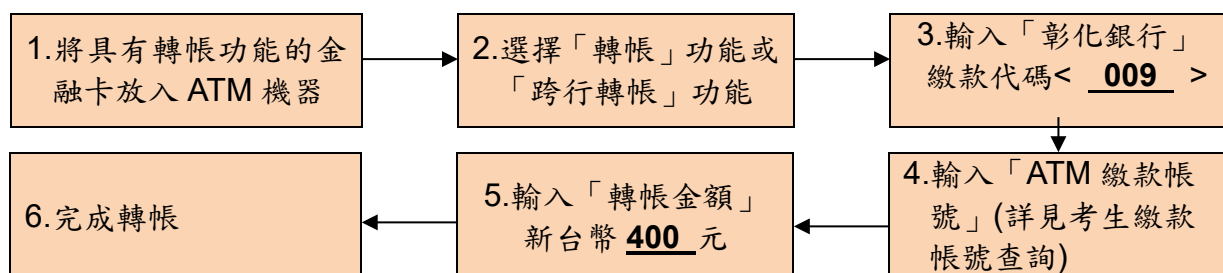 1.將具有轉帳功能的金
融卡放入 ATM 機器
2.選擇「轉帳」功能或
「跨行轉帳」功能
3.輸入「彰化銀行」
繳款代碼< 009 >
4.輸入「ATM 繳款帳
號」(詳見考生繳款
帳號查詢)
5.輸入「轉帳金額」
新台幣 400 元
6.完成轉帳